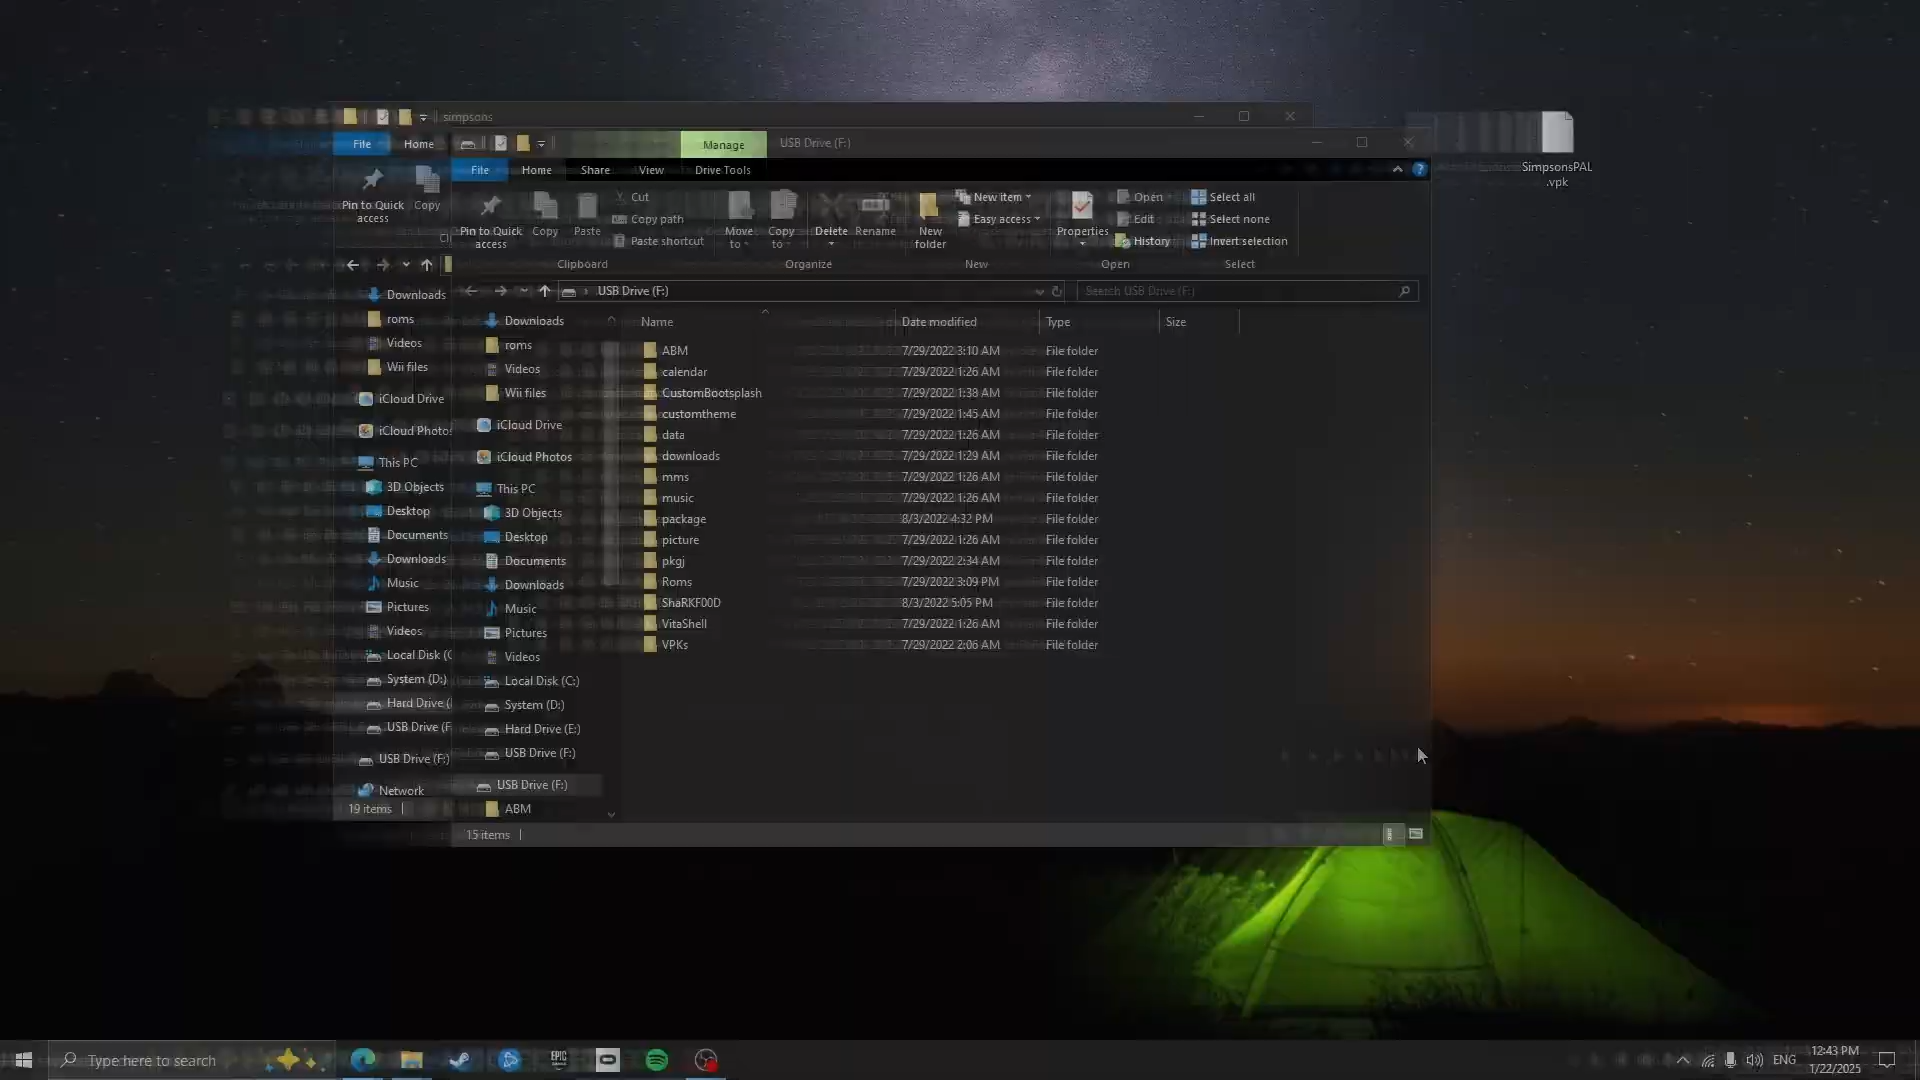 simpsons
File
Home
Manage
USB Drive (F:)
File
Home
Share
View
Drive Tools
SimpsonsPAL
.vpk
Pin to Quick
access
Copy
Pin to Quick
access
Copy
Paste
Cut
Copy path
Paste shortcut
Move
to
Copy
to
Delete
Rename
New
folder
New item
Easy access
Properties
Open
Edit
History
Select all
Select none
Invert selection
Cl
Clipboard
Organize
New
Open
Select
USB Drive (F:)
Search USB Drive (F:)
Downloads
roms
Videos
Wii files
iCloud Drive
iCloud Photos
This PC
3D Objects
Desktop
Documents
Downloads
Music
Pictures
Videos
Local Disk (C
System (D:)
Hard Drive (
USB Drive (F
USB Drive (F:)
Network
19 items
Downloads
roms
Videos
Wii files
iCloud Drive
iCloud Photos
This PC
3D Objects
Desktop
Documents
Downloads
Music
Pictures
Videos
Local Disk (C:)
System (D:)
Hard Drive (E:)
USB Drive (F:)
USB Drive (F:)
ABM
Name Date modified Type Size
ABM 7/29/2022 3:10 AM File folder
calendar 7/29/2022 1:26 AM File folder
CustomBootsplash 7/29/2022 1:38 AM File folder
customtheme 7/29/2022 1:45 AM File folder
data 7/29/2022 1:26 AM File folder
downloads 7/29/2022 1:29 AM File folder
mms 7/29/2022 1:26 AM File folder
music 7/29/2022 1:26 AM File folder
package 8/3/2022 4:32 PM File folder
picture 7/29/2022 1:26 AM File folder
pkgj 7/29/2022 2:34 AM File folder
Roms 7/29/2022 3:09 PM File folder
ShaRKF00D 8/3/2022 5:05 PM File folder
VitaShell 7/29/2022 1:26 AM File folder
VPKs 7/29/2022 2:06 AM File folder
15 items
Type here to search
EPIC
ENG
12:43 PM
1/22/2025